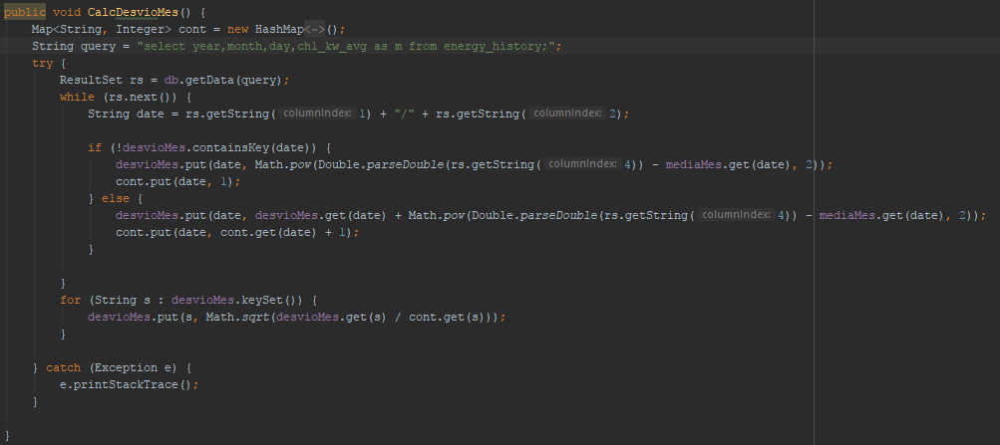 public void CalcDesvioMes() {
Map<String, Integer> cont = new HashMap<~>();
String query = "select year,month,day,ch1_kw_avg as m from energy_history;";
try {
ResultSet rs = db.getData(query);
while (rs.next()) {
String date = rs.getString( columnIndex: 1) + "/" + rs.getString( columnIndex: 2);
if (!desvioMes.containsKey(date)) {
desvioMes.put(date, Math.pow(Double.parseDouble(rs.getString( columnIndex: 4)) - mediaMes.get(date), 2));
cont.put(date, 1);
} else {
desvioMes.put(date, desvioMes.get(date) + Math.pow(Double.parseDouble(rs.getString( columnIndex: 4)) - mediaMes.get(date), 2));
cont.put(date, cont.get(date) + 1);
}
}
for (String s : desvioMes.keySet()) {
desvioMes.put(s, Math.sqrt(desvioMes.get(s) / cont.get(s)));
}
} catch (Exception e) {
e.printStackTrace();
}
}